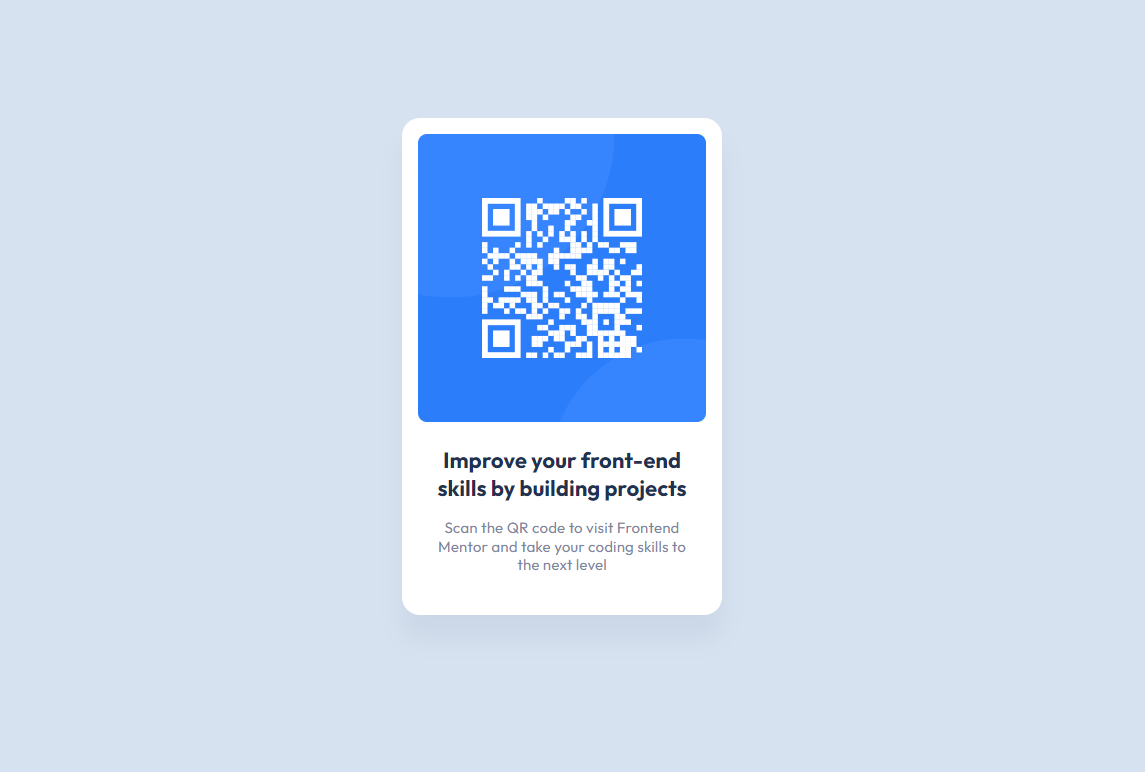 Improve your front-end
skills by building projects
Scan the QR code to visit Frontend
Mentor and take your coding skills to
the next level